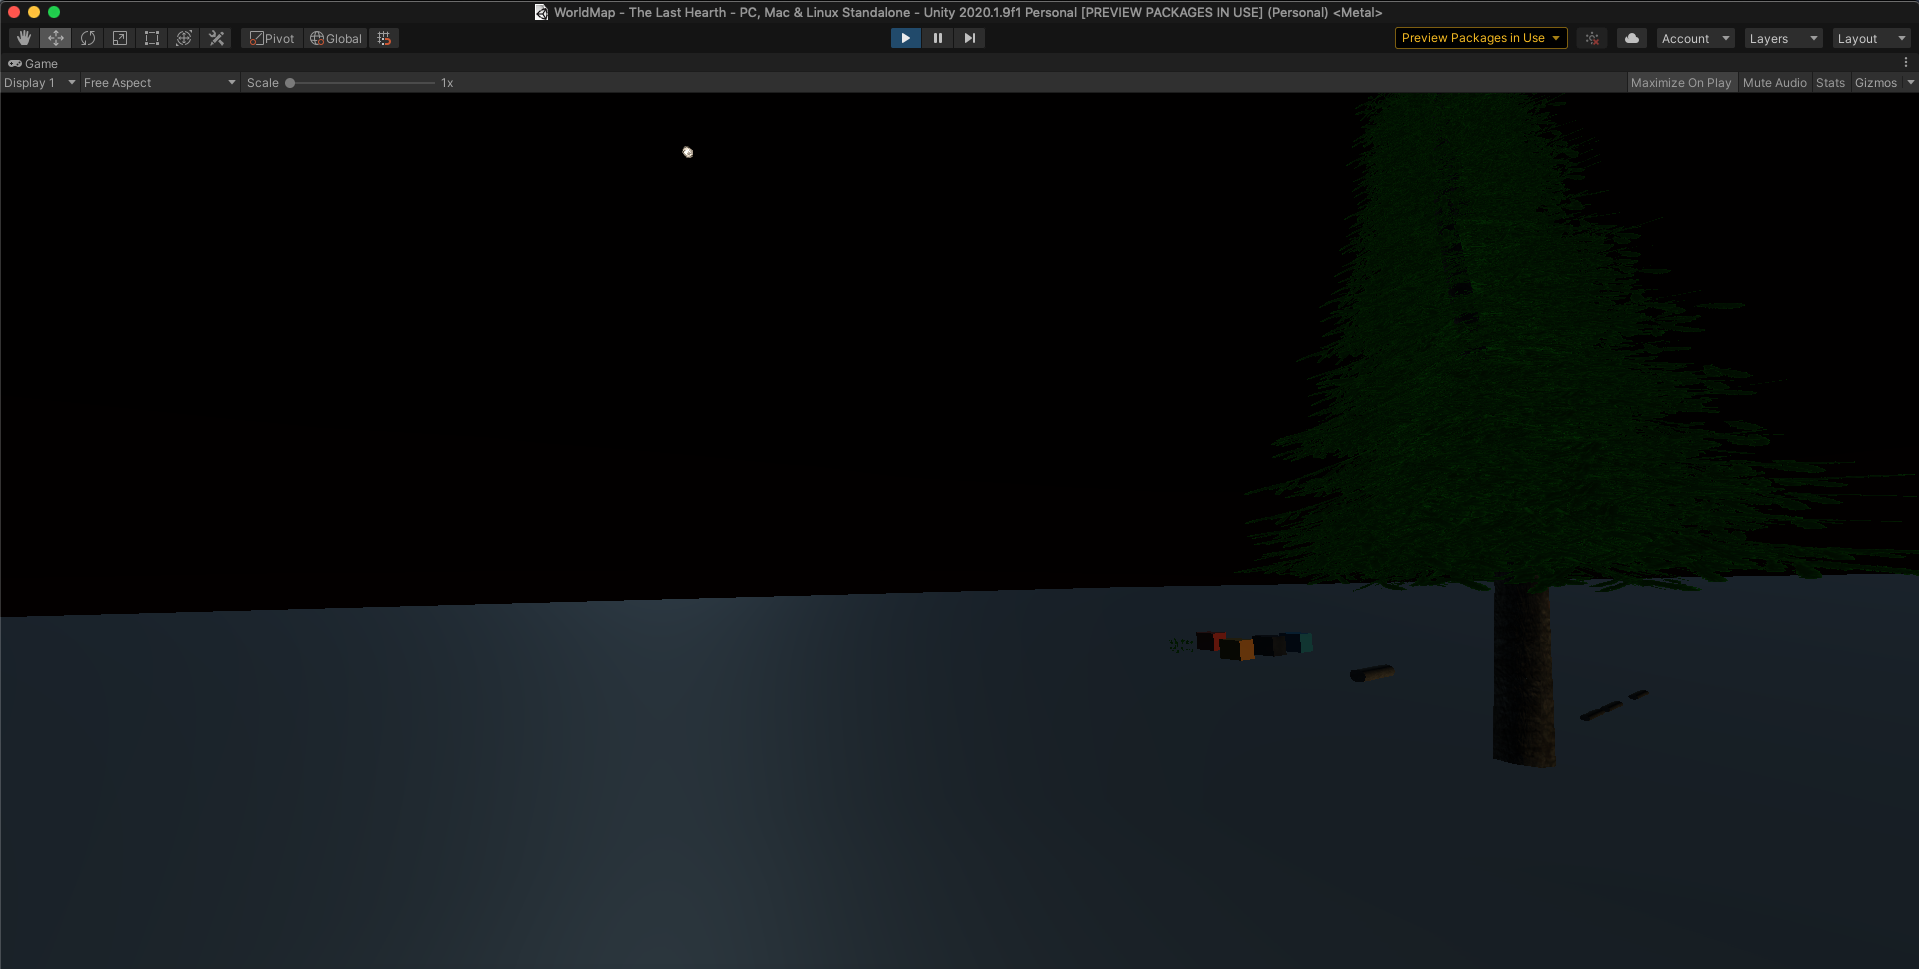 WorldMap - The Last Hearth - PC, Mac & Linux Standalone - Unity 2020.1.9f1 Personal [PREVIEW PACKAGES IN USE] (Personal) <Metal>
Pivot Global Preview Packages in Use Account Layers Layout
Game
Display 1 Free Aspect Scale 1x Maximize On Play Mute Audio Stats Gizmos